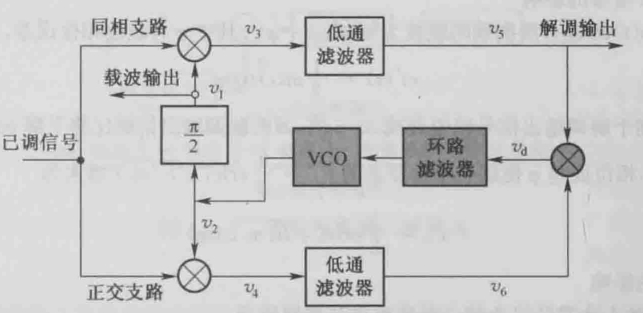 同相支路
v3
低通
滤波器
v5
解调输出
载波输出
v1
π
2
已调信号
VCO
环路
滤波器
vd
v2
正交支路
v4
低通
滤波器
v6